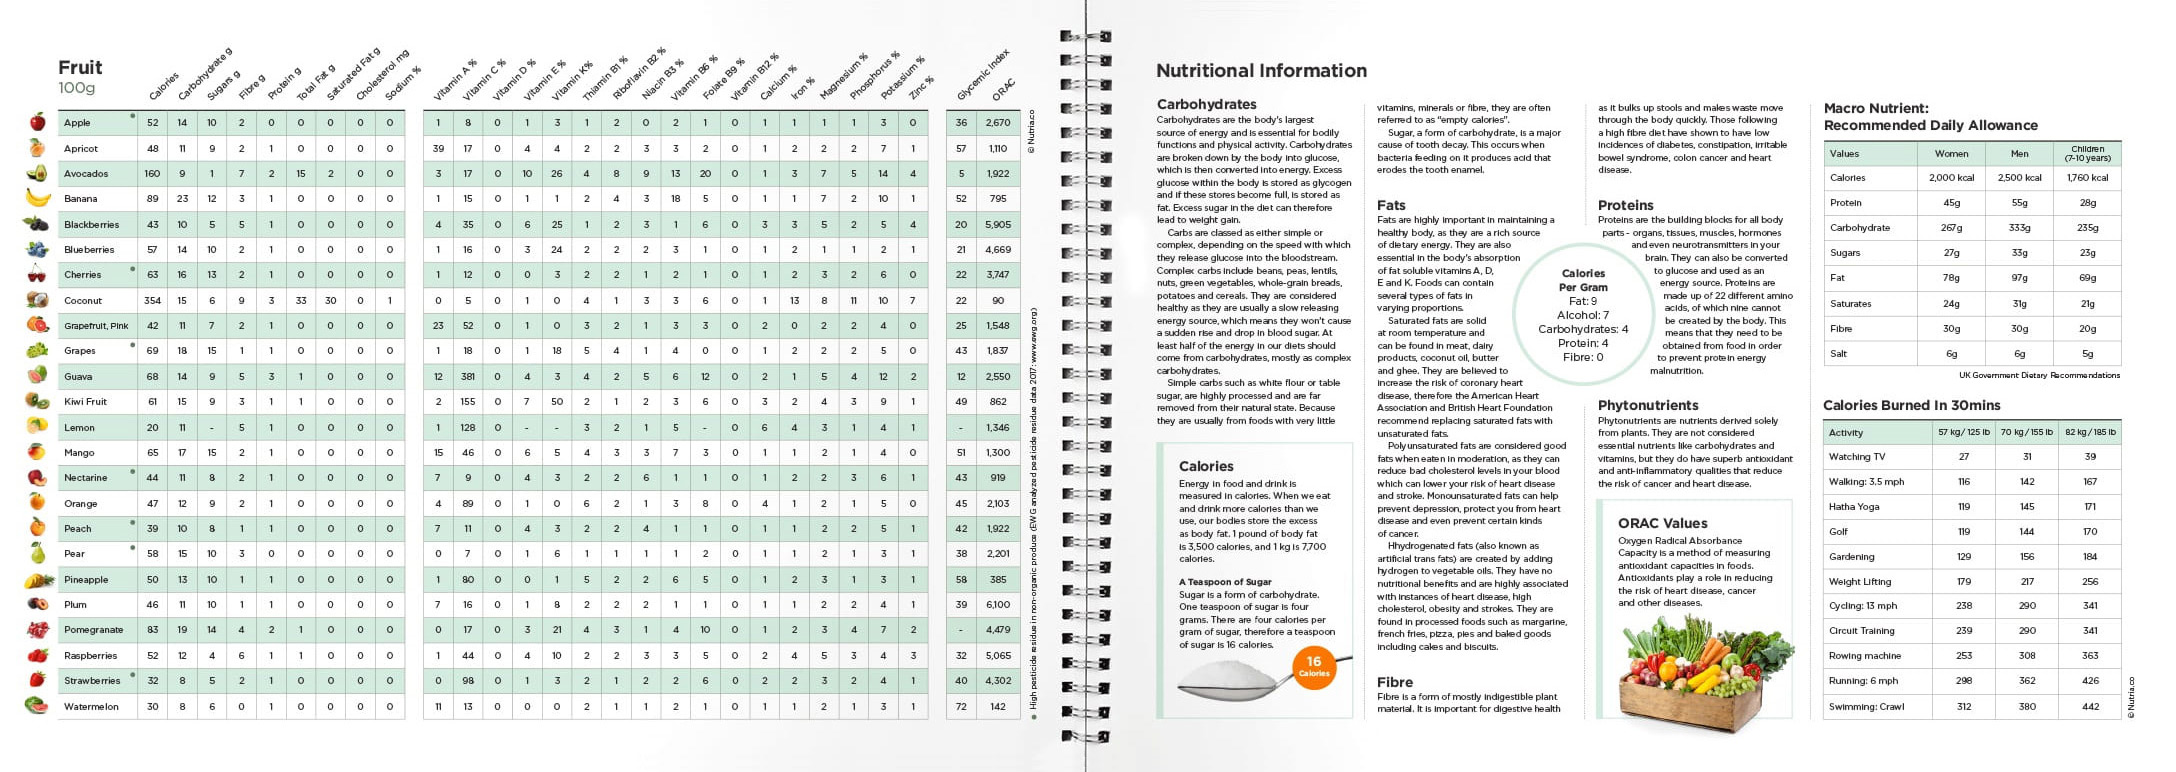 Fruit
100g
Calories
Carbohydrate g
Sugars g
Fibre g
Protein g
Total Fat g
Saturated Fat g
Cholesterol mg
Sodium %
Vitamin A %
Vitamin C %
Vitamin D %
Vitamin E %
Vitamin K%
Thiamin B1 %
Riboflavin B2 %
Niacin B3 %
Vitamin B6 %
Folate B9 %
Vitamin B12 %
Calcium %
Iron %
Magnesium %
Phosphorus %
Potassium %
Zinc %
Glycemic Index
ORAC
Apple 52 14 10 2 0 0 0 0 0 1 8 0 1 3 1 2 0 2 1 0 1 1 1 1 3 0 36 2,670
Apricot 48 11 9 2 1 0 0 0 0 39 17 0 4 4 2 2 3 3 2 0 1 2 2 2 7 1 57 1,110
Avocados 160 9 1 7 2 15 2 0 0 3 17 0 10 26 4 8 9 13 20 0 1 3 7 5 14 4 5 1,922
Banana 89 23 12 3 1 0 0 0 0 1 15 0 1 1 2 4 3 18 5 0 1 1 7 2 10 1 52 795
Blackberries 43 10 5 5 1 0 0 0 0 4 35 0 6 25 1 2 3 1 6 0 3 3 5 2 5 4 20 5,905
Blueberries 57 14 10 2 1 0 0 0 0 1 16 0 3 24 2 2 2 3 1 0 1 2 1 1 2 1 21 4,669
Cherries 63 16 13 2 1 0 0 0 0 1 12 0 0 3 2 2 1 2 1 0 1 2 3 2 6 0 22 3,747
Coconut 354 15 6 9 3 33 30 0 1 0 5 0 1 0 4 1 3 3 6 0 1 13 8 11 10 7 22 90
Grapefruit, Pink 42 11 7 2 1 0 0 0 0 23 52 0 1 0 3 2 1 3 3 0 2 0 2 2 4 0 25 1,548
Grapes 69 18 15 1 1 0 0 0 0 1 18 0 1 18 5 4 1 4 0 0 1 2 2 2 5 0 43 1,837
Guava 68 14 9 5 3 1 0 0 0 12 381 0 4 3 4 2 5 6 12 0 2 1 5 4 12 2 12 2,550
Kiwi Fruit 61 15 9 3 1 1 0 0 0 2 155 0 7 50 2 1 2 3 6 0 3 2 4 3 9 1 49 862
Lemon 20 11 - 5 1 0 0 0 0 1 128 0 - - 3 2 1 5 - 0 6 4 3 1 4 1 - 1,346
Mango 65 17 15 2 1 0 0 0 0 15 46 0 6 5 4 3 3 7 3 0 1 1 2 1 4 0 51 1,300
Nectarine 44 11 8 2 1 0 0 0 0 7 9 0 4 3 2 2 6 1 1 0 1 2 2 3 6 1 43 919
Orange 47 12 9 2 1 0 0 0 0 4 89 0 1 0 6 2 1 3 8 0 4 1 2 1 5 0 45 2,103
Peach 39 10 8 1 1 0 0 0 0 7 11 0 4 3 2 2 4 1 1 0 1 1 2 2 5 1 42 1,922
Pear 58 15 10 3 0 0 0 0 0 0 7 0 1 6 1 1 1 1 2 0 1 1 2 1 3 1 38 2,201
Pineapple 50 13 10 1 1 0 0 0 0 1 80 0 0 1 5 2 2 6 5 0 1 2 3 1 3 1 58 385
Plum 46 11 10 1 1 0 0 0 0 7 16 0 1 8 2 2 2 1 1 0 1 1 2 2 4 1 39 6,100
Pomegranate 83 19 14 4 2 1 0 0 0 0 17 0 3 21 4 3 1 4 10 0 1 2 3 4 7 2 - 4,479
Raspberries 52 12 4 6 1 1 0 0 0 1 44 0 4 10 2 2 3 3 5 0 2 4 5 3 4 3 32 5,065
Strawberries 32 8 5 2 1 0 0 0 0 0 98 0 1 3 2 1 2 2 6 0 2 2 3 2 4 1 40 4,302
Watermelon 30 8 6 0 1 0 0 0 0 11 13 0 0 0 2 1 1 2 1 0 1 1 2 1 3 1 72 142
© Nutria.co
High pesticide residue in non-organic produce (EWG analyzed pesticide residue data 2017: www.ewg.org)
Nutritional Information
Carbohydrates
Carbohydrates are the body's largest
source of energy and is essential for bodily
functions and physical activity. Carbohydrates
are broken down by the body into glucose,
which is then converted into energy. Excess
glucose within the body is stored as glycogen
and if these stores become full, is stored as
fat. Excess sugar in the diet can therefore
lead to weight gain.
Carbs are classed as either simple or
complex, depending on the speed with which
they release glucose into the bloodstream.
Complex carbs include beans, peas, lentils,
nuts, green vegetables, whole-grain breads,
potatoes and cereals. They are considered
healthy as they are usually a slow releasing
energy source, which means they won't cause
a sudden rise and drop in blood sugar. At
least half of the energy in our diets should
come from carbohydrates, mostly as complex
carbohydrates.
Simple carbs such as white flour or table
sugar, are highly processed and are far
removed from their natural state. Because
they are usually from foods with very little
Calories
Energy in food and drink is
measured in calories. When we eat
and drink more calories than we
use, our bodies store the excess
as body fat. 1 pound of body fat
is 3,500 calories, and 1 kg is 7,700
calories.
A Teaspoon of Sugar
Sugar is a form of carbohydrate.
One teaspoon of sugar is four
grams. There are four calories per
gram of sugar, therefore a teaspoon
of sugar is 16 calories.
16
Calories
vitamins, minerals or fibre, they are often
referred to as "empty calories".
Sugar, a form of carbohydrate, is a major
cause of tooth decay. This occurs when
bacteria feeding on it produces acid that
erodes the tooth enamel.
Fats
Fats are highly important in maintaining a
healthy body, as they are a rich source
of dietary energy. They are also
essential in the body's absorption
of fat soluble vitamins A, D,
E and K. Foods can contain
several types of fats in
varying proportions.
Saturated fats are solid
at room temperature and
can be found in meat, dairy
products, coconut oil, butter
and ghee. They are believed to
increase the risk of coronary heart
disease, therefore the American Heart
Association and British Heart Foundation
recommend replacing saturated fats with
unsaturated fats.
Polyunsaturated fats are considered good
fats when eaten in moderation, as they can
reduce bad cholesterol levels in your blood
which can lower your risk of heart disease
and stroke. Monounsaturated fats can help
prevent depression, protect you from heart
disease and even prevent certain kinds
of cancer.
Hhydrogenated fats (also known as
artificial trans fats) are created by adding
hydrogen to vegetable oils. They have no
nutritional benefits and are highly associated
with instances of heart disease, high
cholesterol, obesity and strokes. They are
found in processed foods such as margarine,
french fries, pizza, pies and baked goods
including cakes and biscuits.
Fibre
Fibre is a form of mostly indigestible plant
material. It is important for digestive health
as it bulks up stools and makes waste move
through the body quickly. Those following
a high fibre diet have shown to have low
incidences of diabetes, constipation, irritable
bowel syndrome, colon cancer and heart
disease.
Calories
Per Gram
Fat: 9
Alcohol: 7
Carbohydrates: 4
Protein: 4
Fibre: 0
Proteins
Proteins are the building blocks for all body
parts - organs, tissues, muscles, hormones
and even neurotransmitters in your
brain. They can also be converted
to glucose and used as an
energy source. Proteins are
made up of 22 different amino
acids, of which nine cannot
be created by the body. This
means that they need to be
obtained from food in order
to prevent protein energy
malnutrition.
Phytonutrients
Phytonutrients are nutrients derived solely
from plants. They are not considered
essential nutrients like carbohydrates and
vitamins, but they do have superb antioxidant
and anti-inflammatory qualities that reduce
the risk of cancer and heart disease.
ORAC Values
Oxygen Radical Absorbance
Capacity is a method of measuring
antioxidant capacities in foods.
Antioxidants play a role in reducing
the risk of heart disease, cancer
and other diseases.
Macro Nutrient:
Recommended Daily Allowance
Values Women Men Children
(7-10 years)
Calories 2,000 kcal 2,500 kcal 1,760 kcal
Protein 45g 55g 28g
Carbohydrate 267g 333g 235g
Sugars 27g 33g 23g
Fat 78g 97g 69g
Saturates 24g 31g 21g
Fibre 30g 30g 20g
Salt 6g 6g 5g
UK Government Dietary Recommendations
Calories Burned In 30mins
Activity 57 kg / 125 lb 70 kg / 155 lb 82 kg / 185 lb
Watching TV 27 31 39
Walking: 3.5 mph 116 142 167
Hatha Yoga 119 145 171
Golf 119 144 170
Gardening 129 156 184
Weight Lifting 179 217 256
Cycling: 13 mph 238 290 341
Circuit Training 239 290 341
Rowing machine 253 308 363
Running: 6 mph 298 362 426
Swimming: Crawl 312 380 442
© Nutria.co